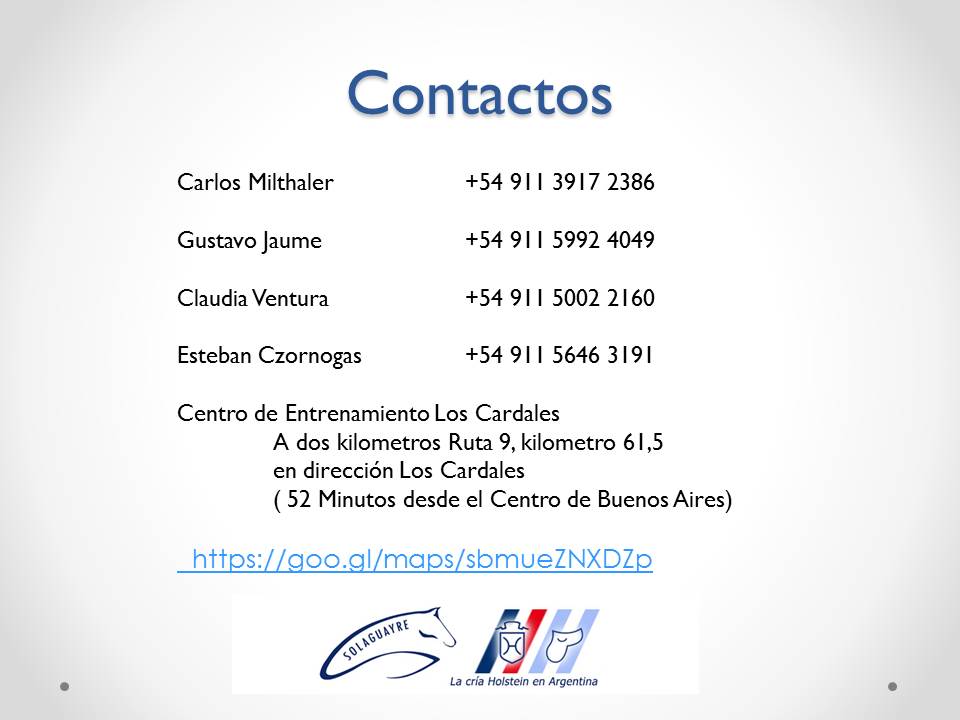 Contactos
Carlos Milthaler +54 911 3917 2386
Gustavo Jaume +54 911 5992 4049
Claudia Ventura +54 911 5002 2160
Esteban Czornogas +54 911 5646 3191
Centro de Entrenamiento Los Cardales
A dos kilometros Ruta 9, kilometro 61,5
en dirección Los Cardales
( 52 Minutos desde el Centro de Buenos Aires)
https://goo.gl/maps/sbmueZNXDZp
SOLAGUAYRE
La cría Holstein en Argentina